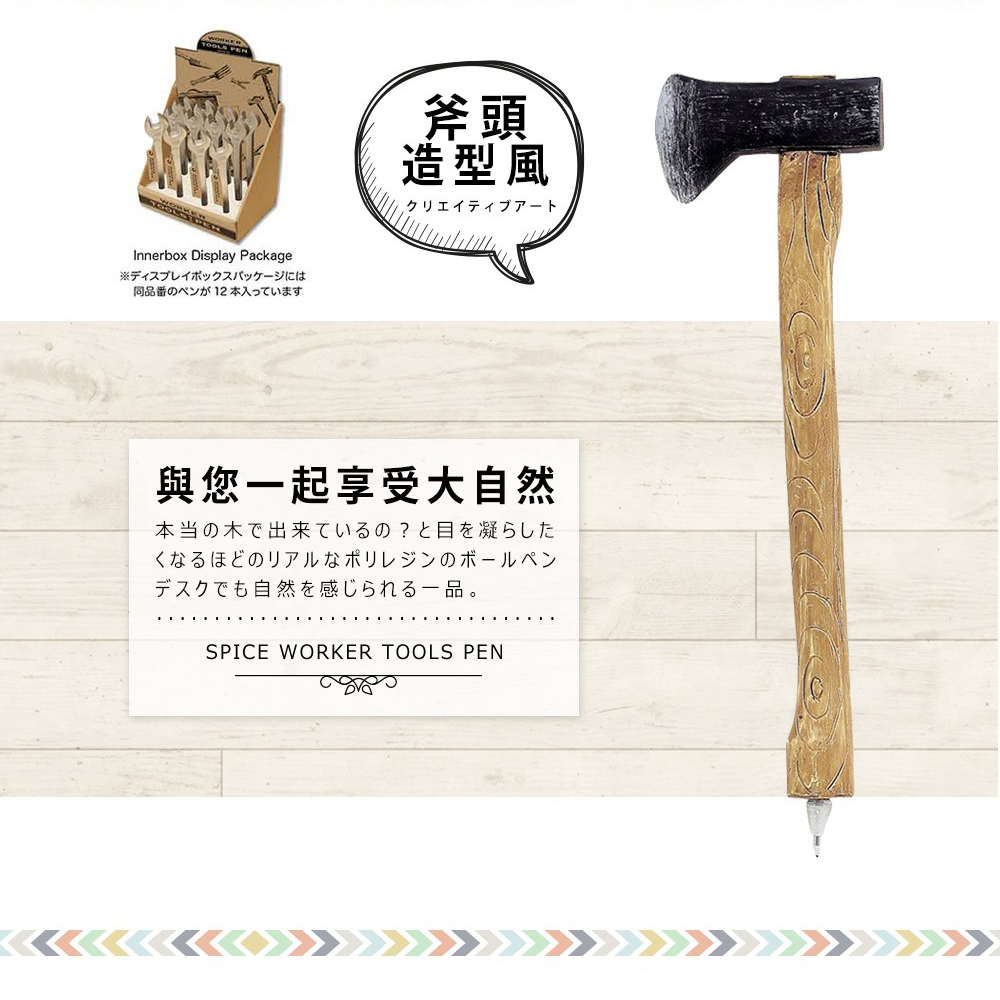 WORKER
TOOLS PEN
WORKER
TOOLS PEN
Innerbox Display Package
※ディスプレイボックスパッケージには
同品番のペンが 12 本入っています
斧頭
造型風
クリエイティブアート
與您一起享受大自然
本当の木で出来ているの？と目を凝らした
くなるほどのリアルなポリレジンのボールペン
デスクでも自然を感じられる一品。
SPICE WORKER TOOLS PEN